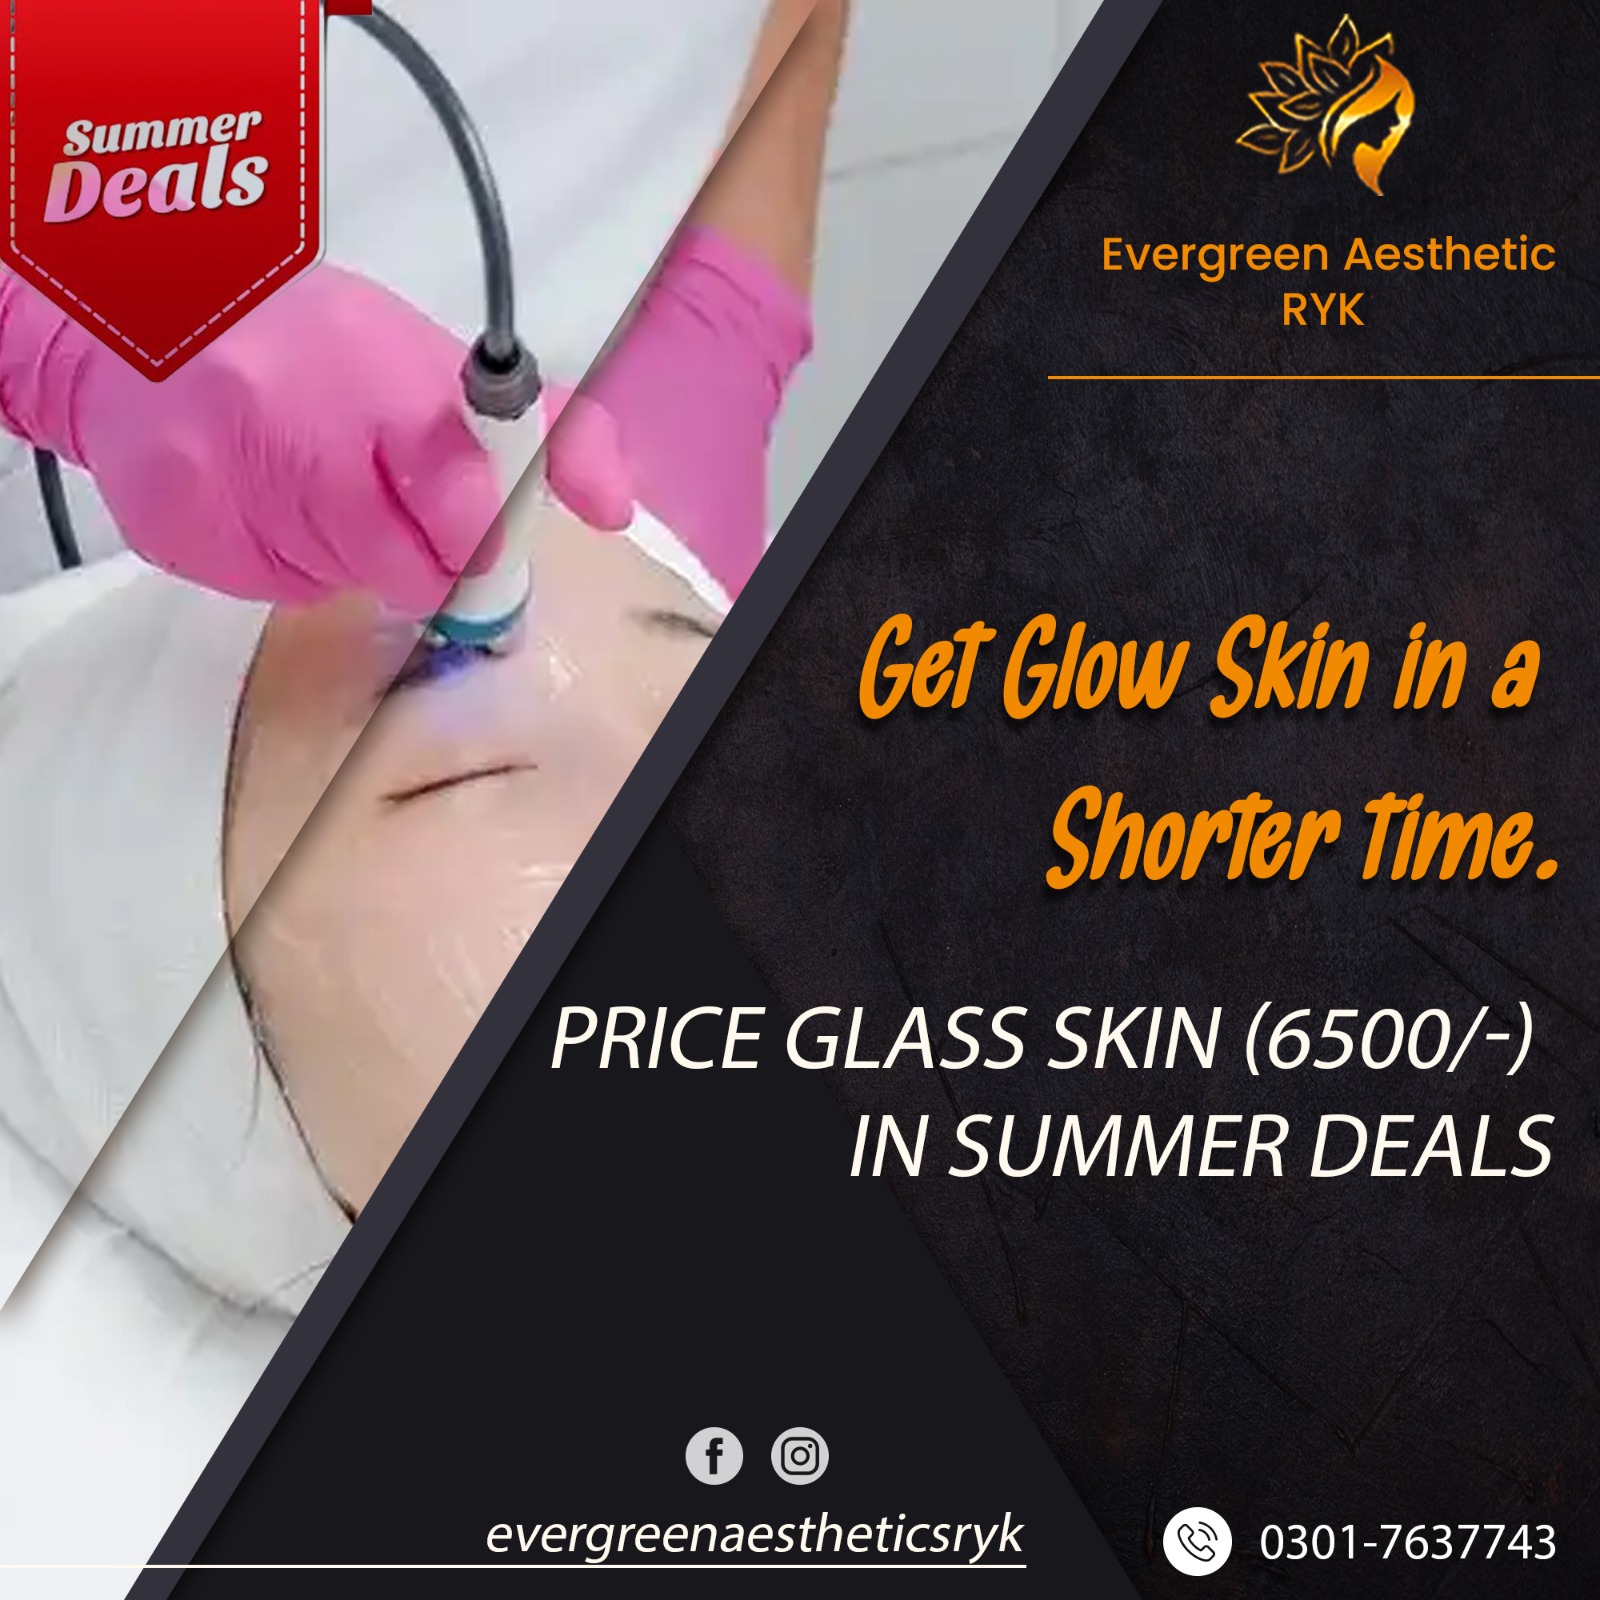 Summer
Deals
Evergreen Aesthetic
RYK
Get Glow Skin in a
Shorter Time.
PRICE GLASS SKIN (6500/-)
IN SUMMER DEALS
evergreenaestheticsryk
0301-7637743